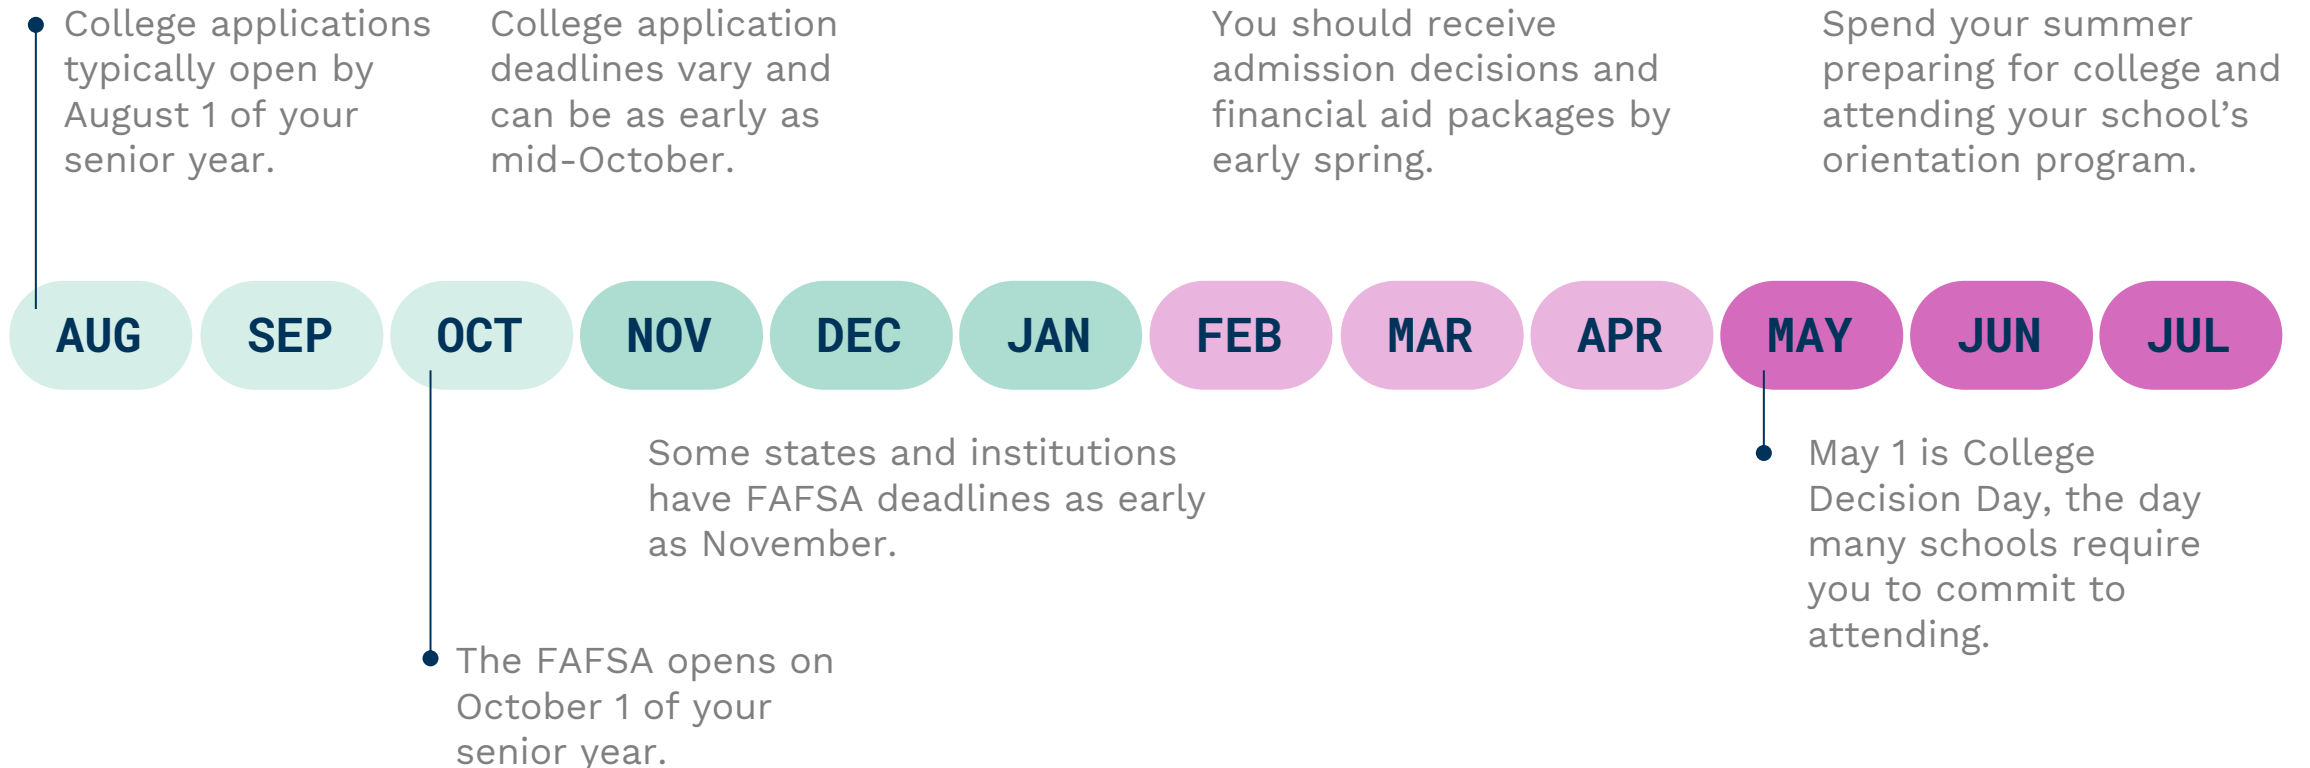 College applications
typically open by
August 1 of your
senior year.
College application
deadlines vary and
can be as early as
mid-October.
You should receive
admission decisions and
financial aid packages by
early spring.
Spend your summer
preparing for college and
attending your school’s
orientation program.
AUG
SEP
OCT
NOV
DEC
JAN
FEB
MAR
APR
MAY
JUN
JUL
Some states and institutions
have FAFSA deadlines as early
as November.
May 1 is College
Decision Day, the day
many schools require
you to commit to
attending.
The FAFSA opens on
October 1 of your
senior year.